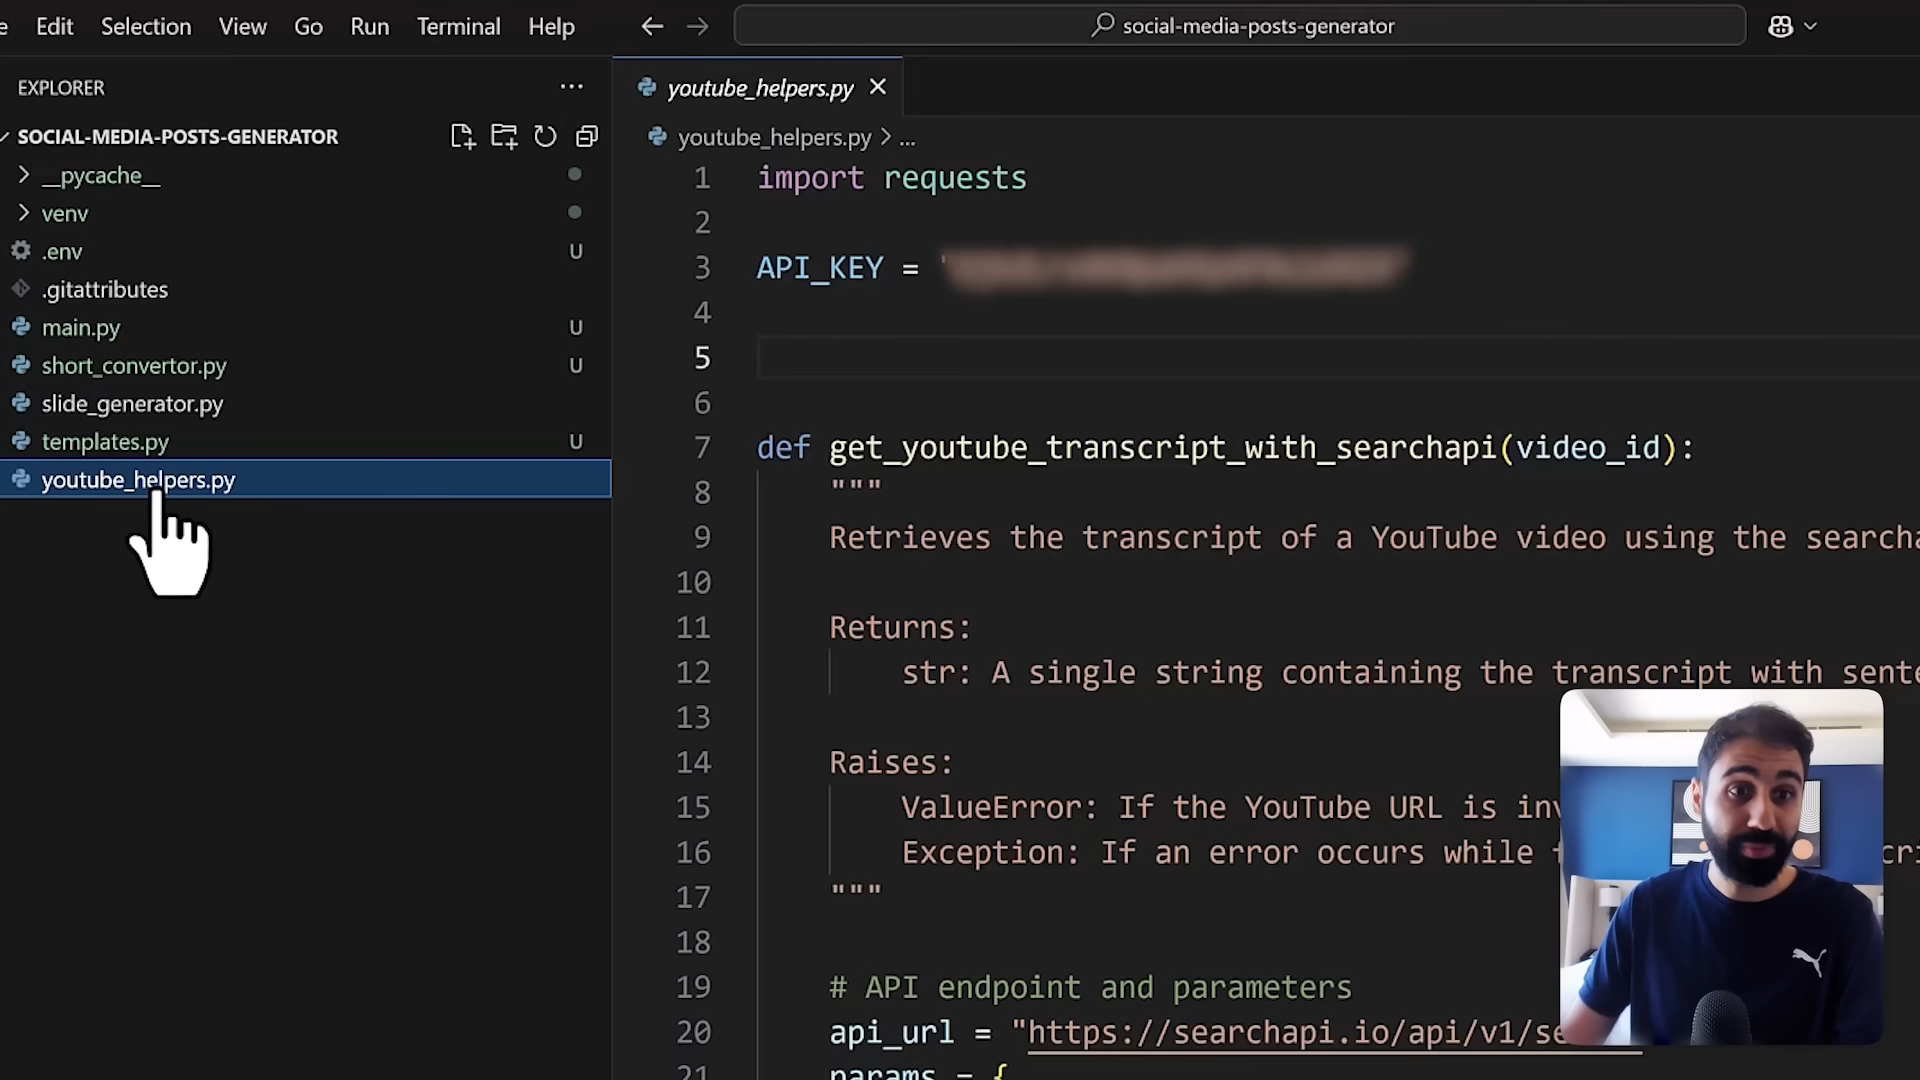 Edit Selection View Go Run Terminal Help
social-media-posts-generator
EXPLORER
SOCIAL-MEDIA-POSTS-GENERATOR
__pycache__
venv
.env U
.gitattributes
main.py U
short_convertor.py U
slide_generator.py
templates.py U
youtube_helpers.py
youtube_helpers.py
youtube_helpers.py > ...
1 import requests
2
3 API_KEY = '
4
5
6
7 def get_youtube_transcript_with_searchapi(video_id):
8 """
9 Retrieves the transcript of a YouTube video using the
10
11 Returns:
12 str: A single string containing the transcript with
13
14 Raises:
15 ValueError: If the YouTube URL is
16 Exception: If an error occurs while
17 """
18
19 # API endpoint and parameters
20 api_url = "https://searchapi.io/api/v1/
21 params = {